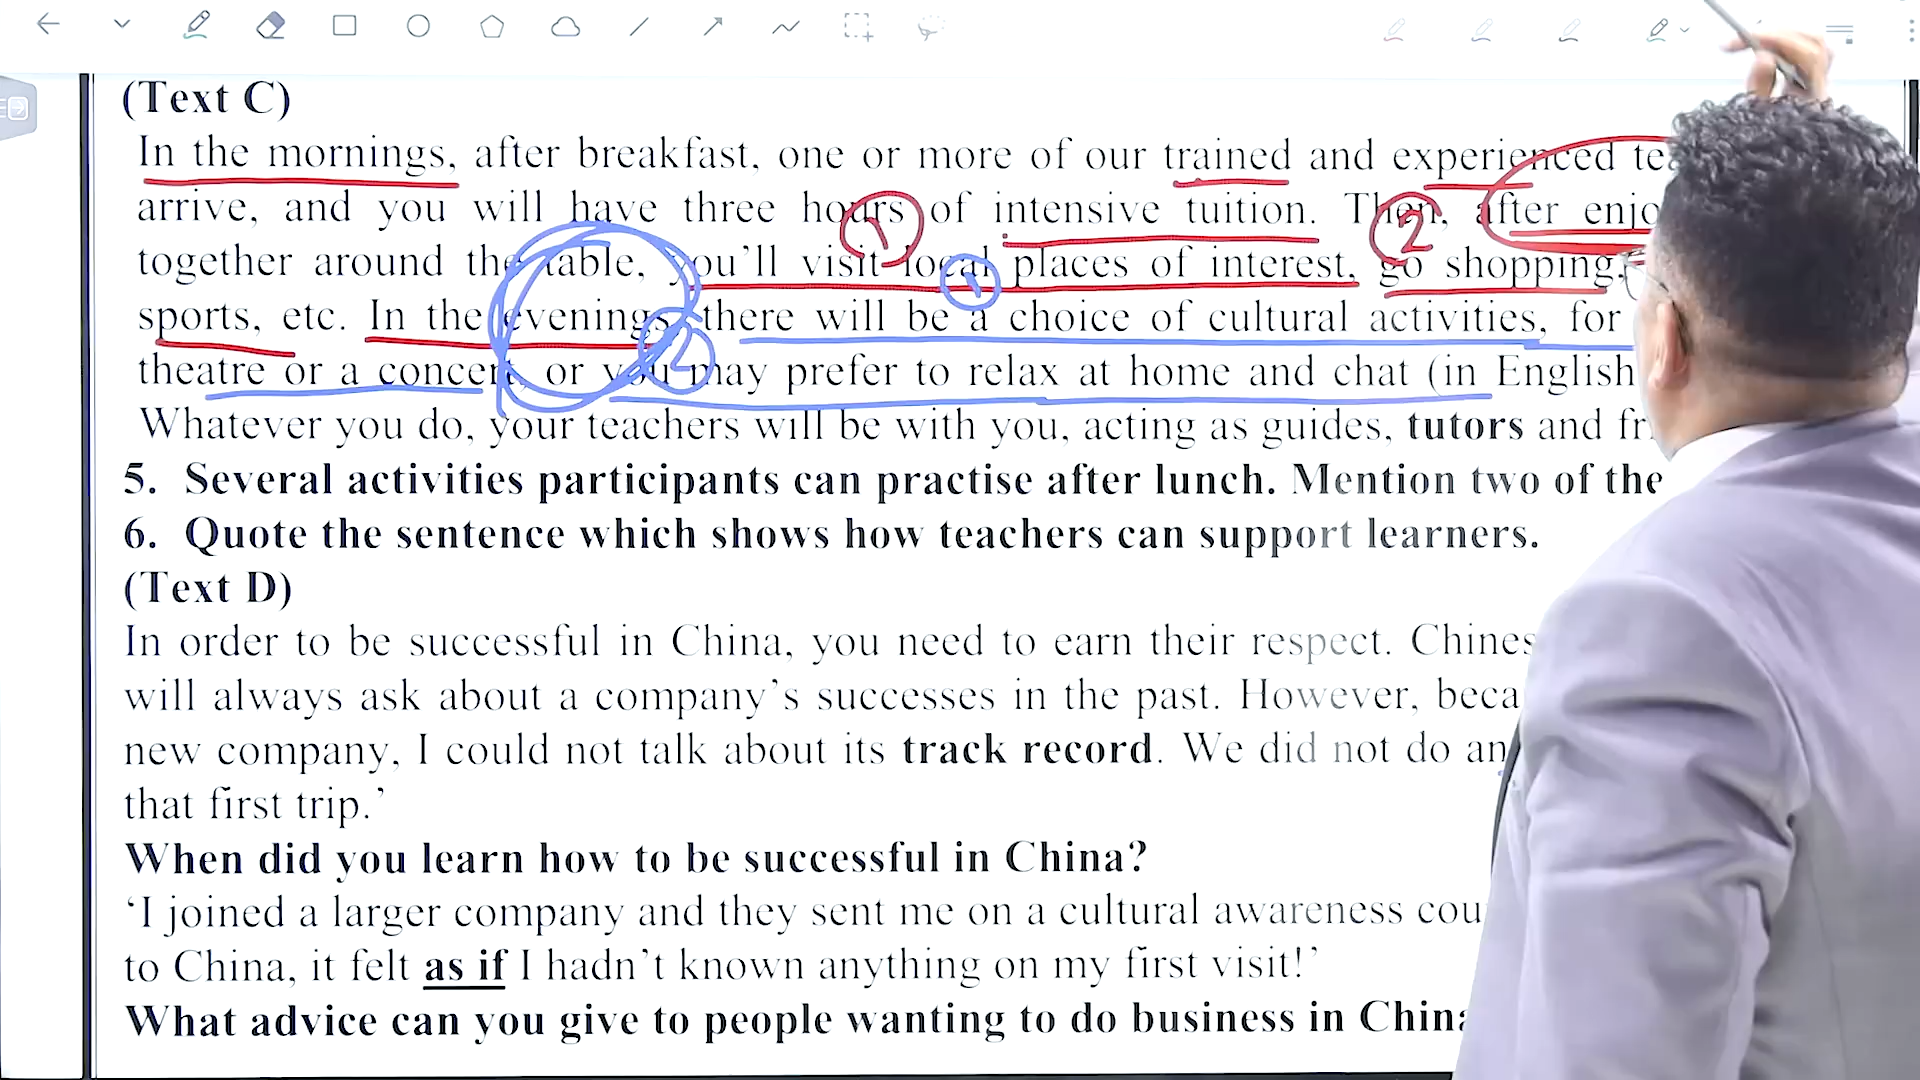 (Text C)
In the mornings, after breakfast, one or more of our trained and experienced
arrive, and you will have three hours of intensive tuition. Then, after
together around the table, you'll visit local places of interest, go shopping,
sports, etc. In the evenings, there will be a choice of cultural activities, for
theatre or a concert, or you may prefer to relax at home and chat (in English
Whatever you do, your teachers will be with you, acting as guides, tutors and
5. Several activities participants can practise after lunch. Mention two of
6. Quote the sentence which shows how teachers can support learners.
(Text D)
In order to be successful in China, you need to earn their respect.
will always ask about a company's successes in the past. However,
new company, I could not talk about its track record. We did not do
that first trip.'
When did you learn how to be successful in China?
'I joined a larger company and they sent me on a cultural awareness
to China, it felt as if I hadn't known anything on my first visit!'
What advice can you give to people wanting to do business in
1
2
1
2